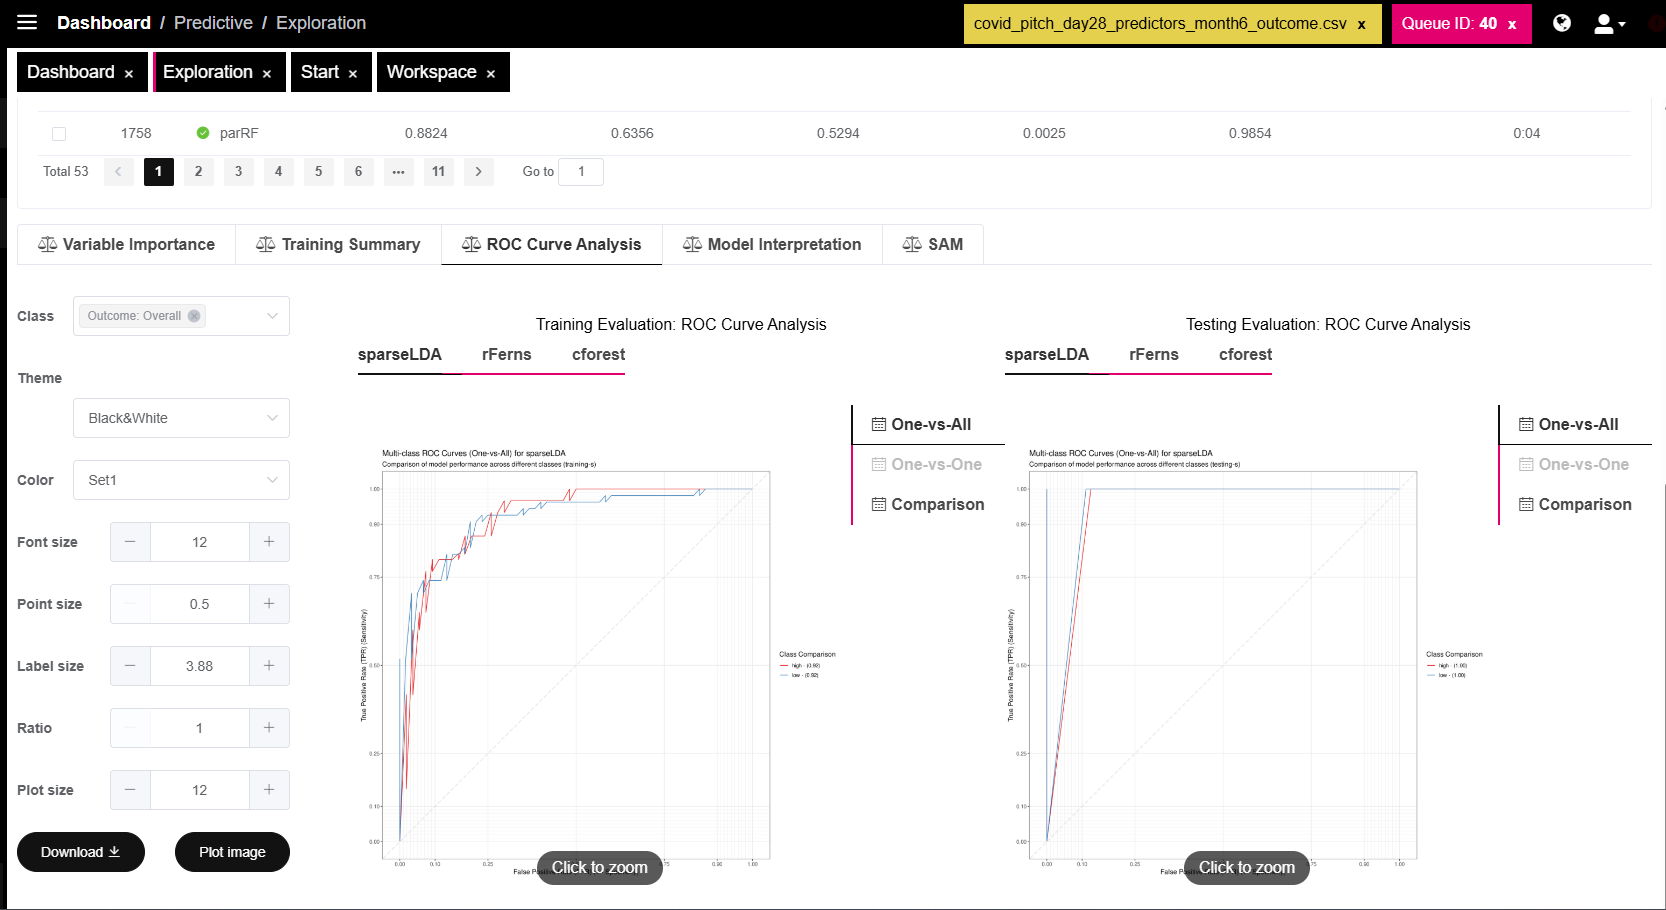 Dashboard / Predictive / Exploration
covid_pitch_day28_predictors_month6_outcome.csv x
Queue ID: 40 x
Dashboard × Exploration × Start × Workspace ×
1758 parRF 0.8824 0.6356 0.5294 0.0025 0.9854 0:04
Total 53 < 1 2 3 4 5 6 ••• 11 > Go to 1
Variable Importance Training Summary ROC Curve Analysis Model Interpretation SAM
Class Outcome: Overall
Theme
Black&White
Color Set1
Font size − 12 +
Point size − 0.5 +
Label size − 3.88 +
Ratio − 1 +
Plot size − 12 +
Download Plot image
Training Evaluation: ROC Curve Analysis
sparseLDA rFerns cforest
One-vs-All
One-vs-One
Comparison
Multi-class ROC Curves (One-vs-All) for sparseLDA
Comparison of model performance across different classes (training-s)
True Positive Rate (TPR) (Sensitivity)
1.00
0.90
0.75
0.50
0.25
0.10
0.00
0.00 0.10 0.25 0.90 1.00
Class Comparison
high - (0.92)
low - (0.92)
Click to zoom
Testing Evaluation: ROC Curve Analysis
sparseLDA rFerns cforest
One-vs-All
One-vs-One
Comparison
Multi-class ROC Curves (One-vs-All) for sparseLDA
Comparison of model performance across different classes (testing-s)
True Positive Rate (TPR) (Sensitivity)
1.00
0.90
0.75
0.50
0.25
0.10
0.00
0.00 0.10 0.25 0.90 1.00
Class Comparison
high - (1.00)
low - (1.00)
Click to zoom